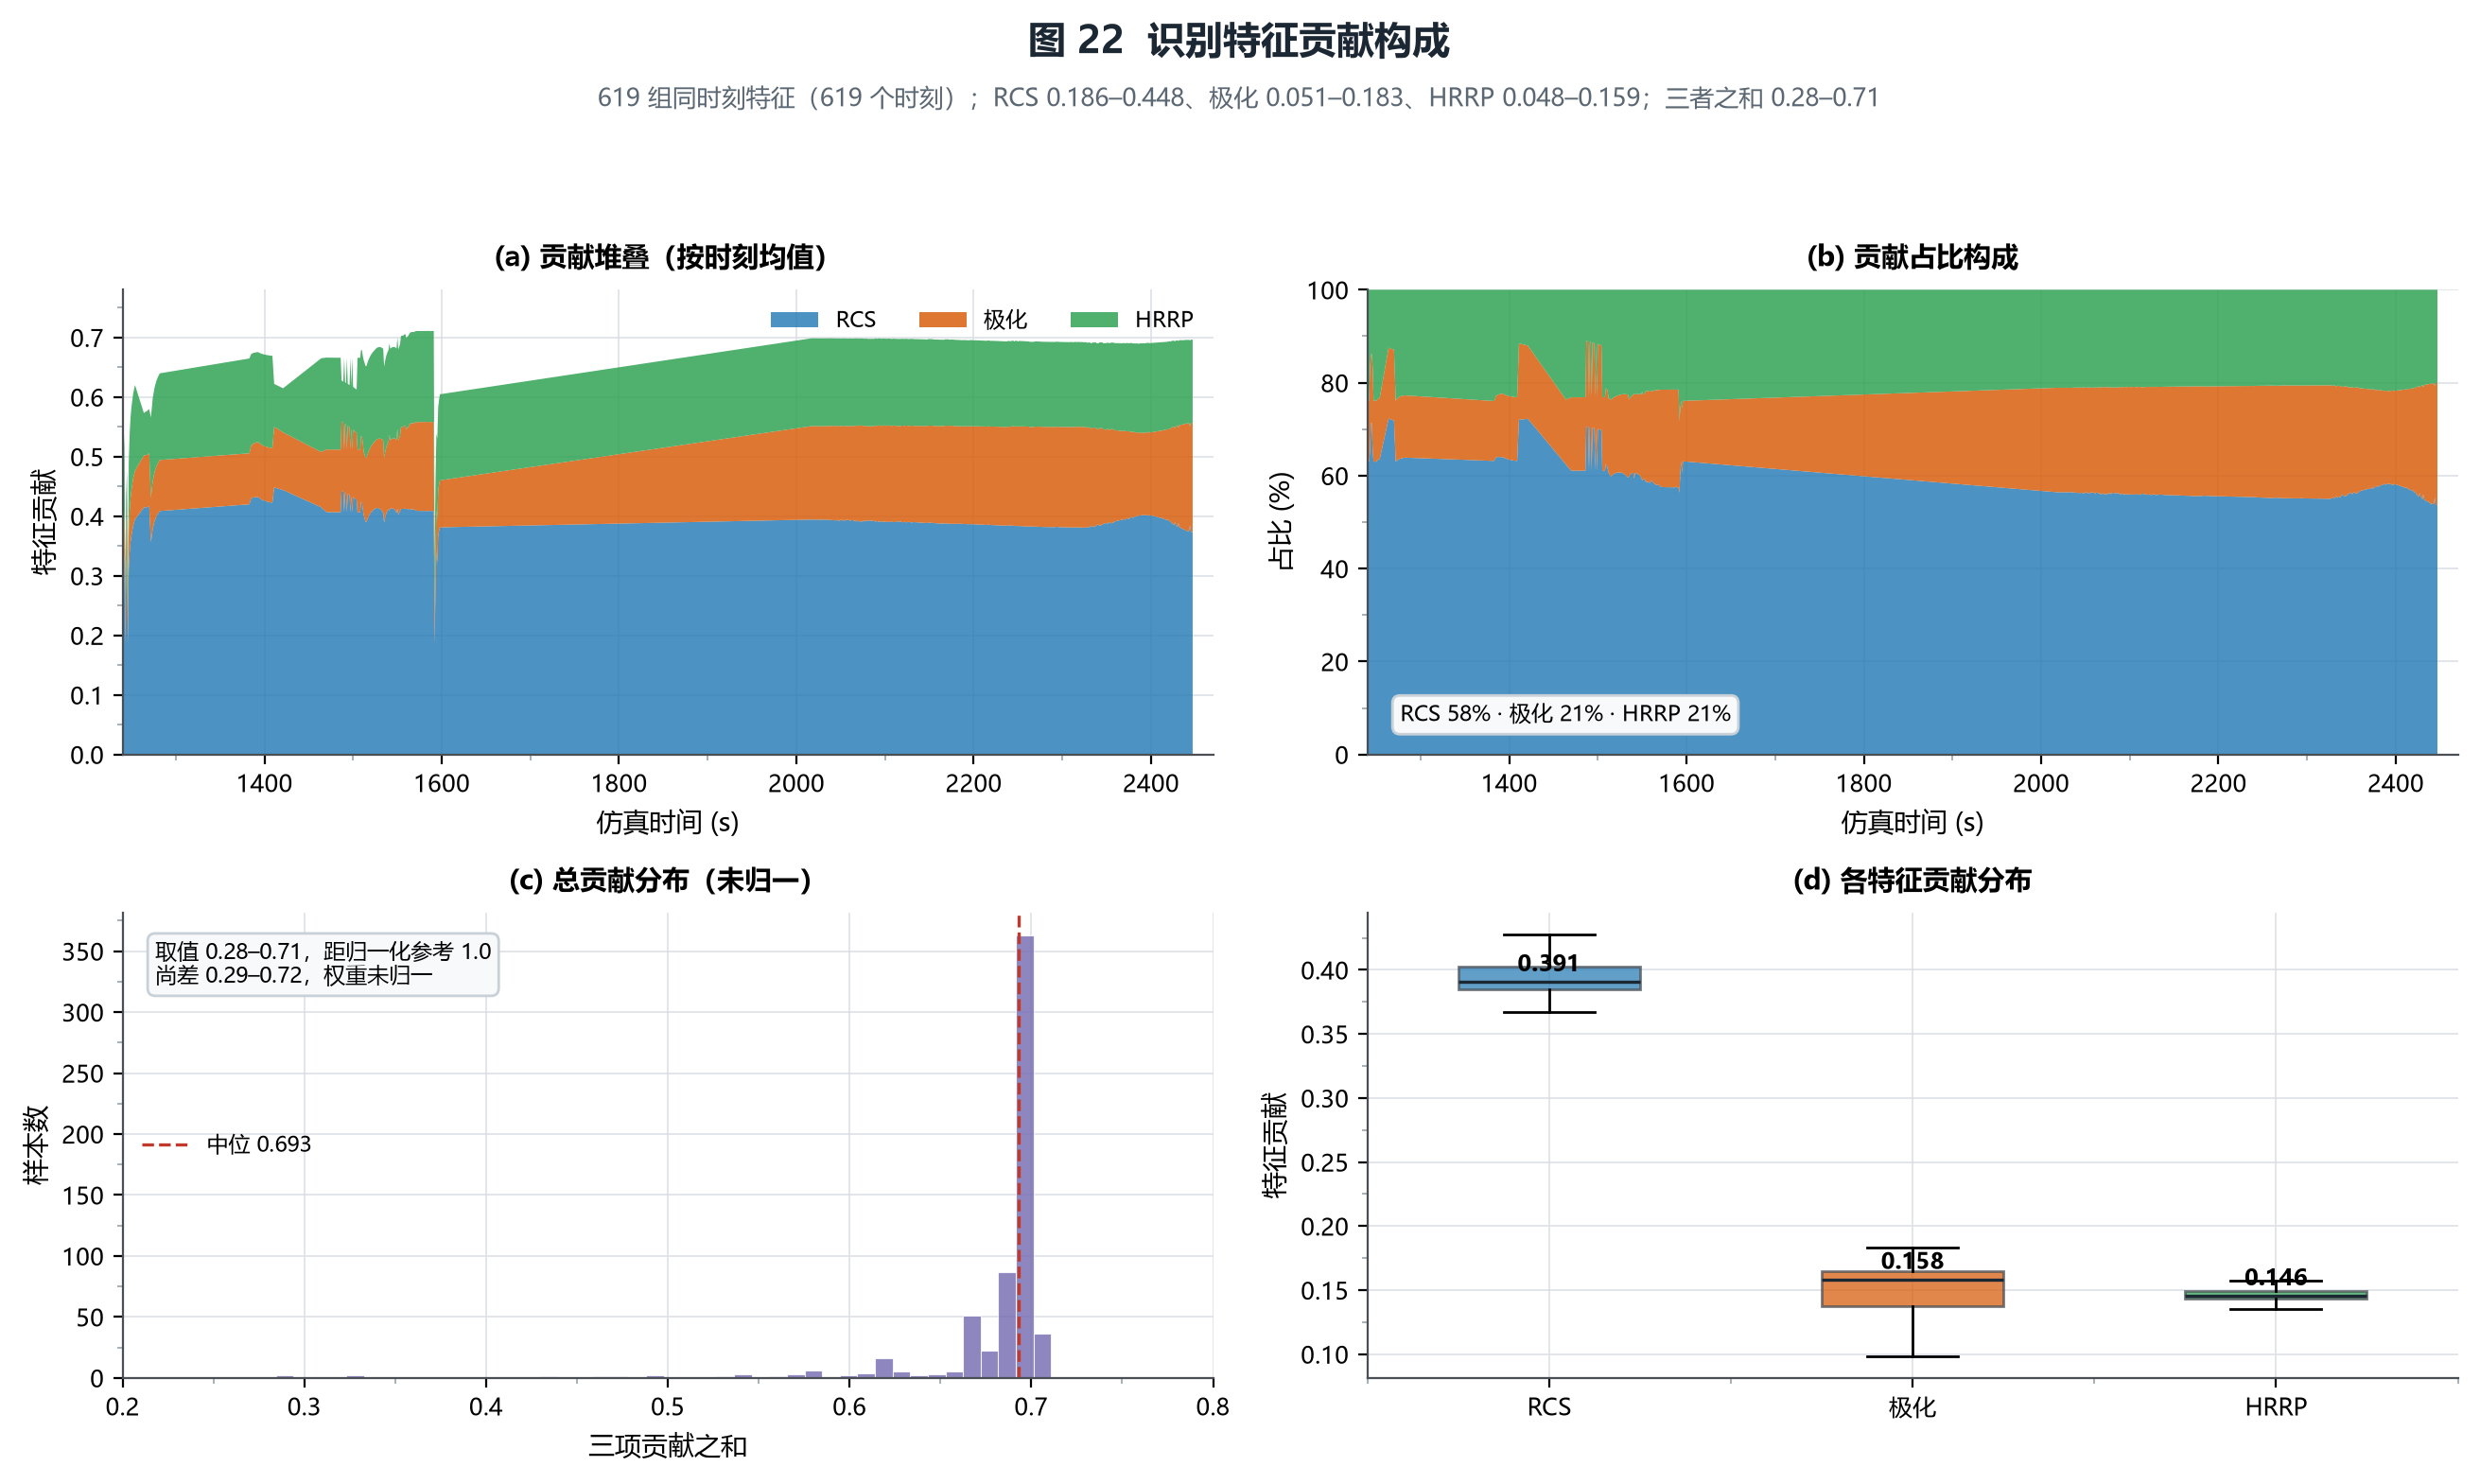 图 22 识别特征贡献构成
619 组同时刻特征（619 个时刻）；RCS 0.186–0.448、极化 0.051–0.183、HRRP 0.048–0.159；三者之和 0.28–0.71
(a) 贡献堆叠（按时刻均值）
特征贡献
0.7
0.6
0.5
0.4
0.3
0.2
0.1
0.0
RCS 极化 HRRP
1400 1600 1800 2000 2200 2400
仿真时间 (s)
(b) 贡献占比构成
占比 (%)
100
80
60
40
20
0
RCS 58% · 极化 21% · HRRP 21%
1400 1600 1800 2000 2200 2400
仿真时间 (s)
(c) 总贡献分布（未归一）
样本数
350
300
250
200
150
100
50
0
取值 0.28–0.71，距归一化参考 1.0
尚差 0.29–0.72，权重未归一
中位 0.693
0.2 0.3 0.4 0.5 0.6 0.7 0.8
三项贡献之和
(d) 各特征贡献分布
特征贡献
0.40
0.35
0.30
0.25
0.20
0.15
0.10
0.391
0.158
0.146
RCS 极化 HRRP